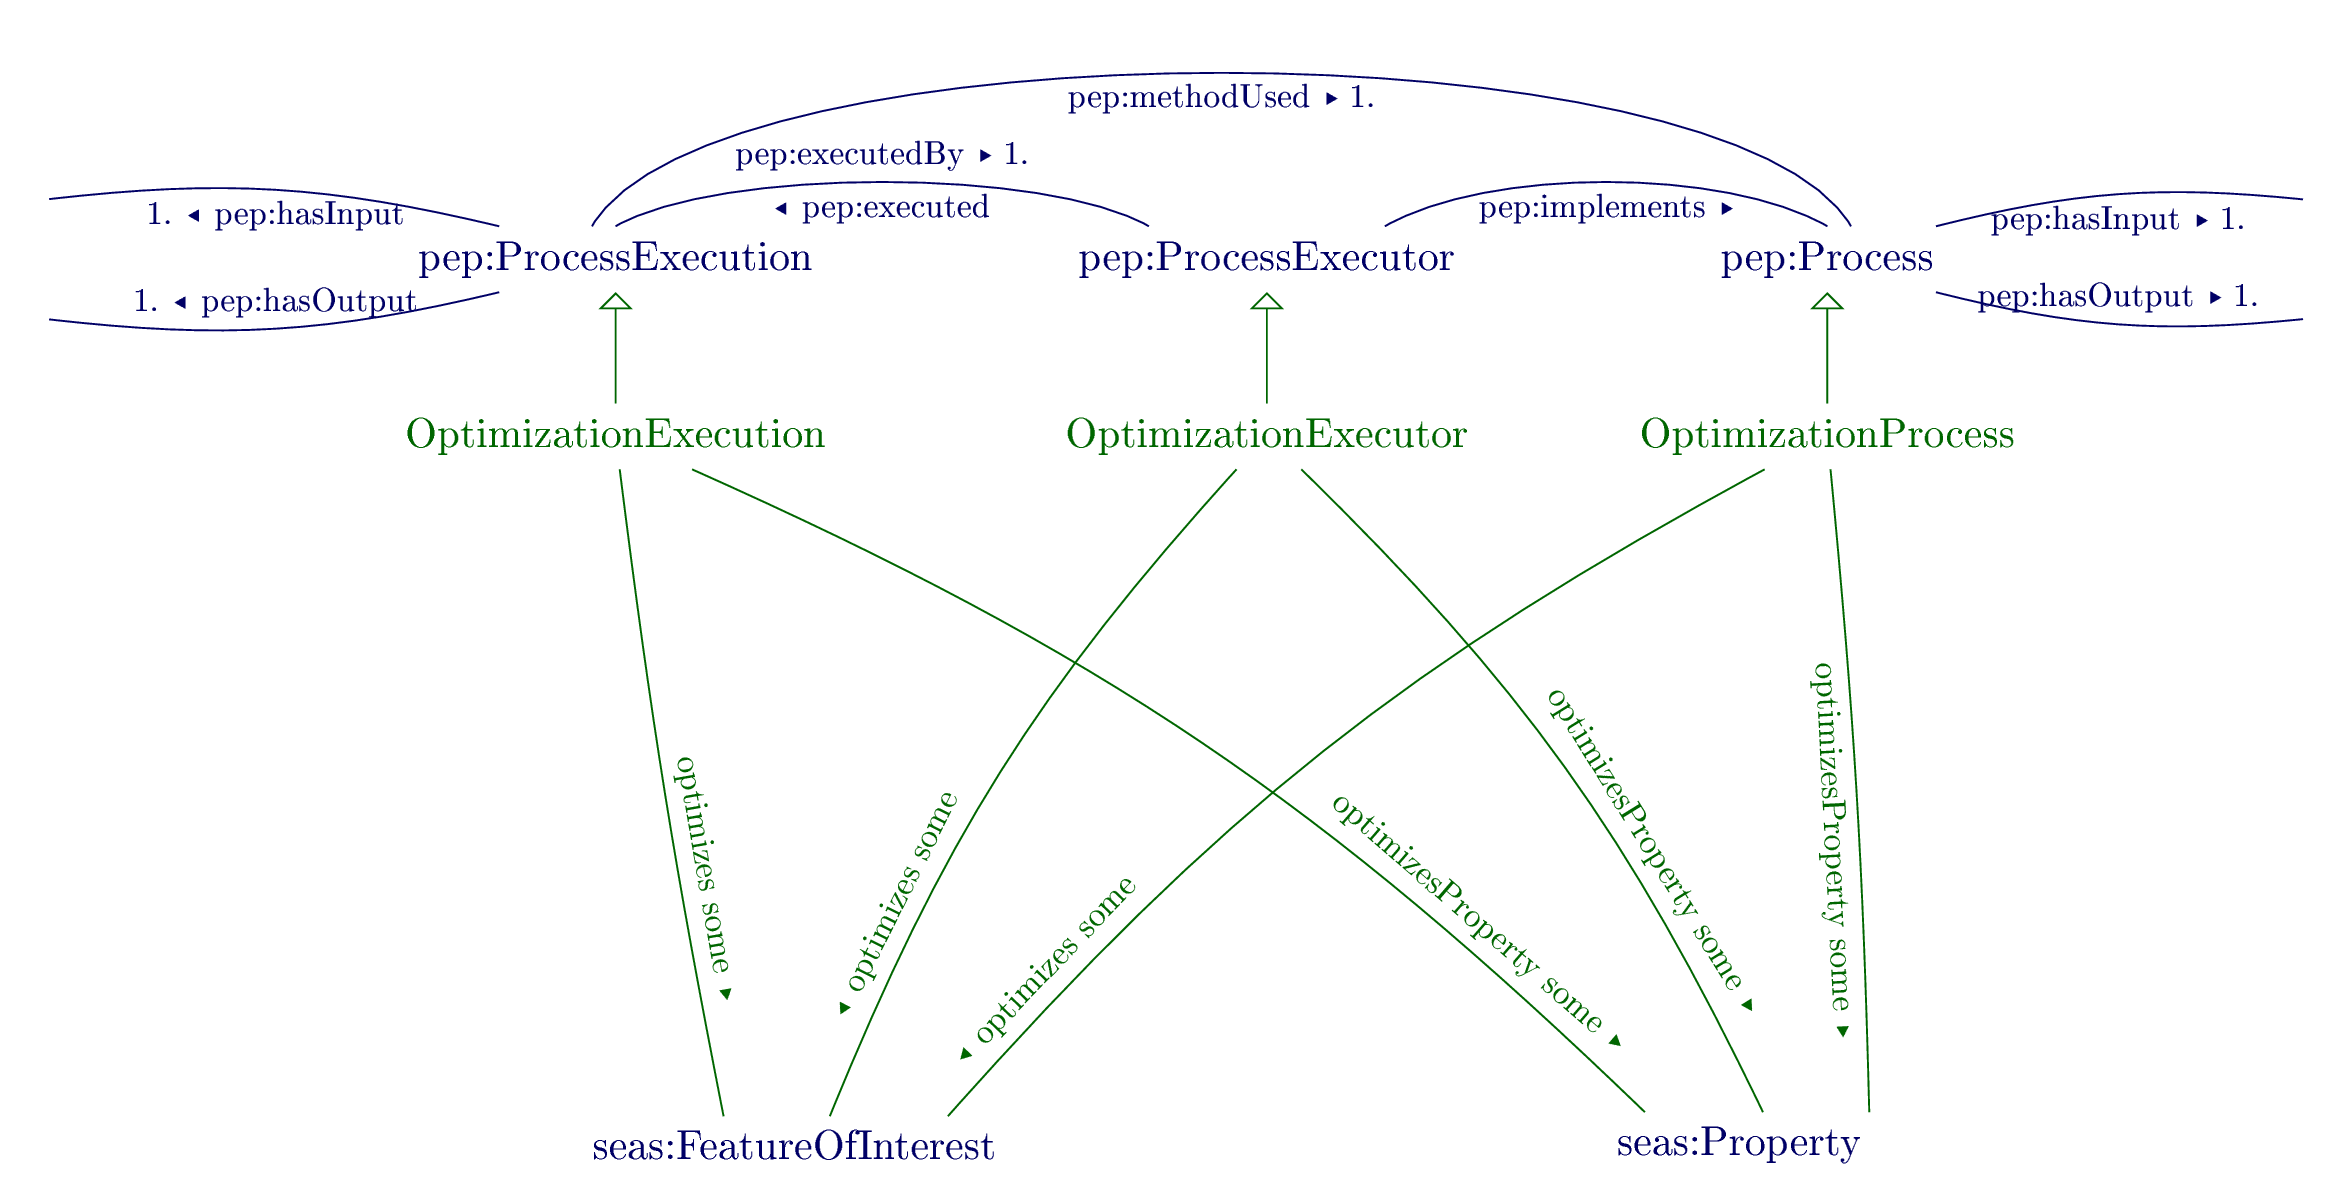 pep:methodUsed ▸ 1.
pep:executedBy ▸ 1.
1. ◂ pep:hasInput
◂ pep:executed
pep:implements ▸
pep:hasInput ▸ 1.
pep:ProcessExecution
pep:ProcessExecutor
pep:Process
1. ◂ pep:hasOutput
pep:hasOutput ▸ 1.
OptimizationExecution
OptimizationExecutor
OptimizationProcess
optimizes some ▸
◂ optimizes some
◂ optimizes some
optimizesProperty some ▸
optimizesProperty some ▸
optimizesProperty some ▸
seas:FeatureOfInterest
seas:Property